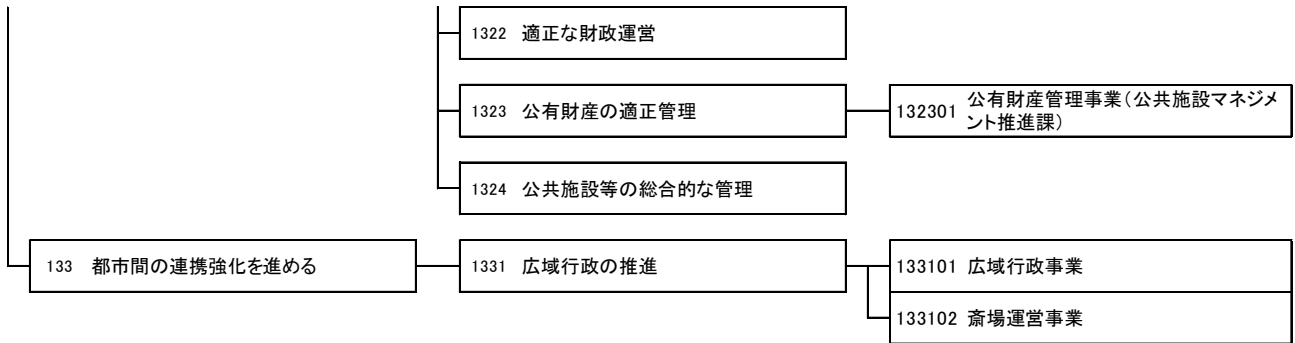 1322 適正な財政運営
1323 公有財産の適正管理
132301 公有財産管理事業(公共施設マネジメ
ント推進課)
1324 公共施設等の総合的な管理
133 都市間の連携強化を進める
1331 広域行政の推進
133101 広域行政事業
133102 斎場運営事業